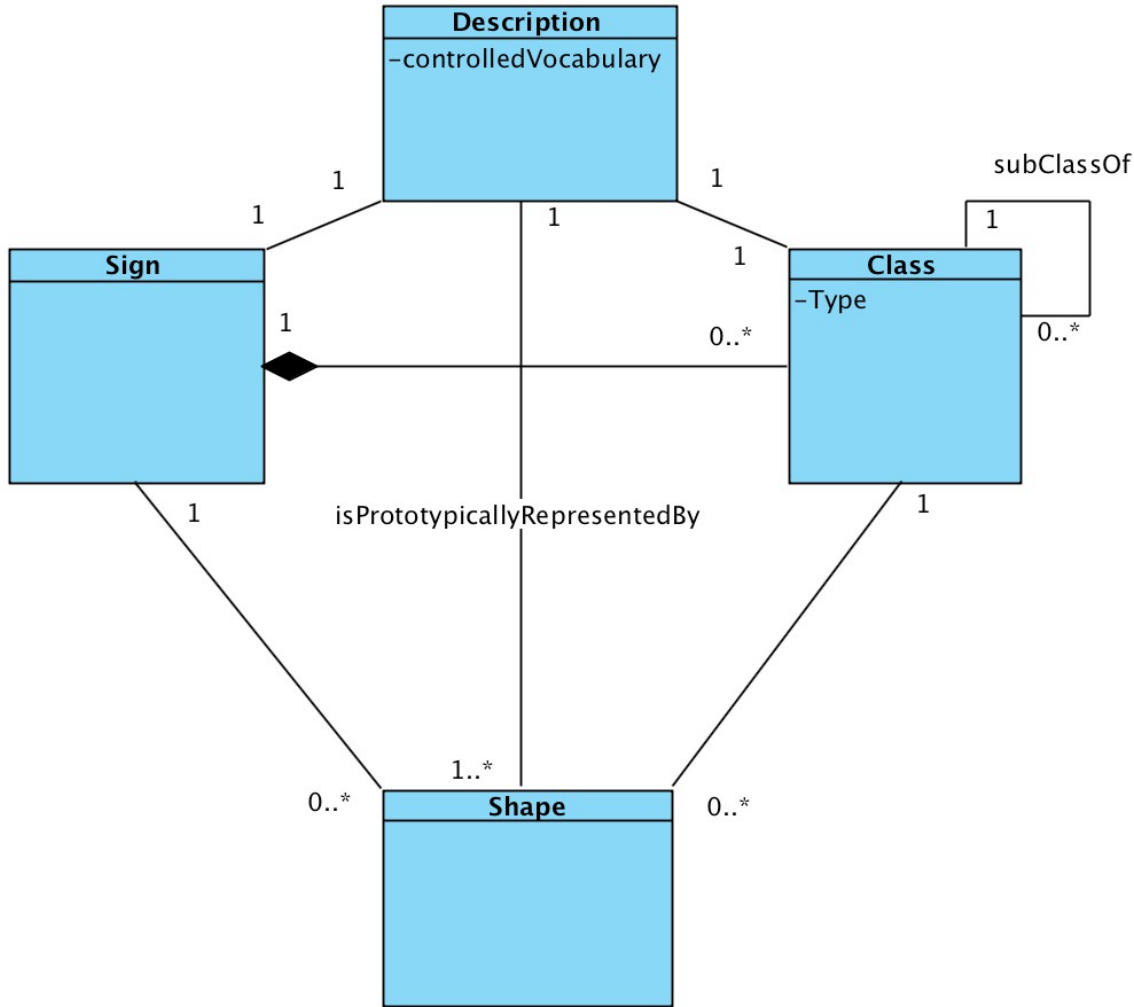 Description
-controlledVocabulary
subClassOf
1
1
1
1
1
1
Sign
Class
-Type
1
0..*
0..*
1
isPrototypicallyRepresentedBy
1
1..*
0..*
0..*
Shape